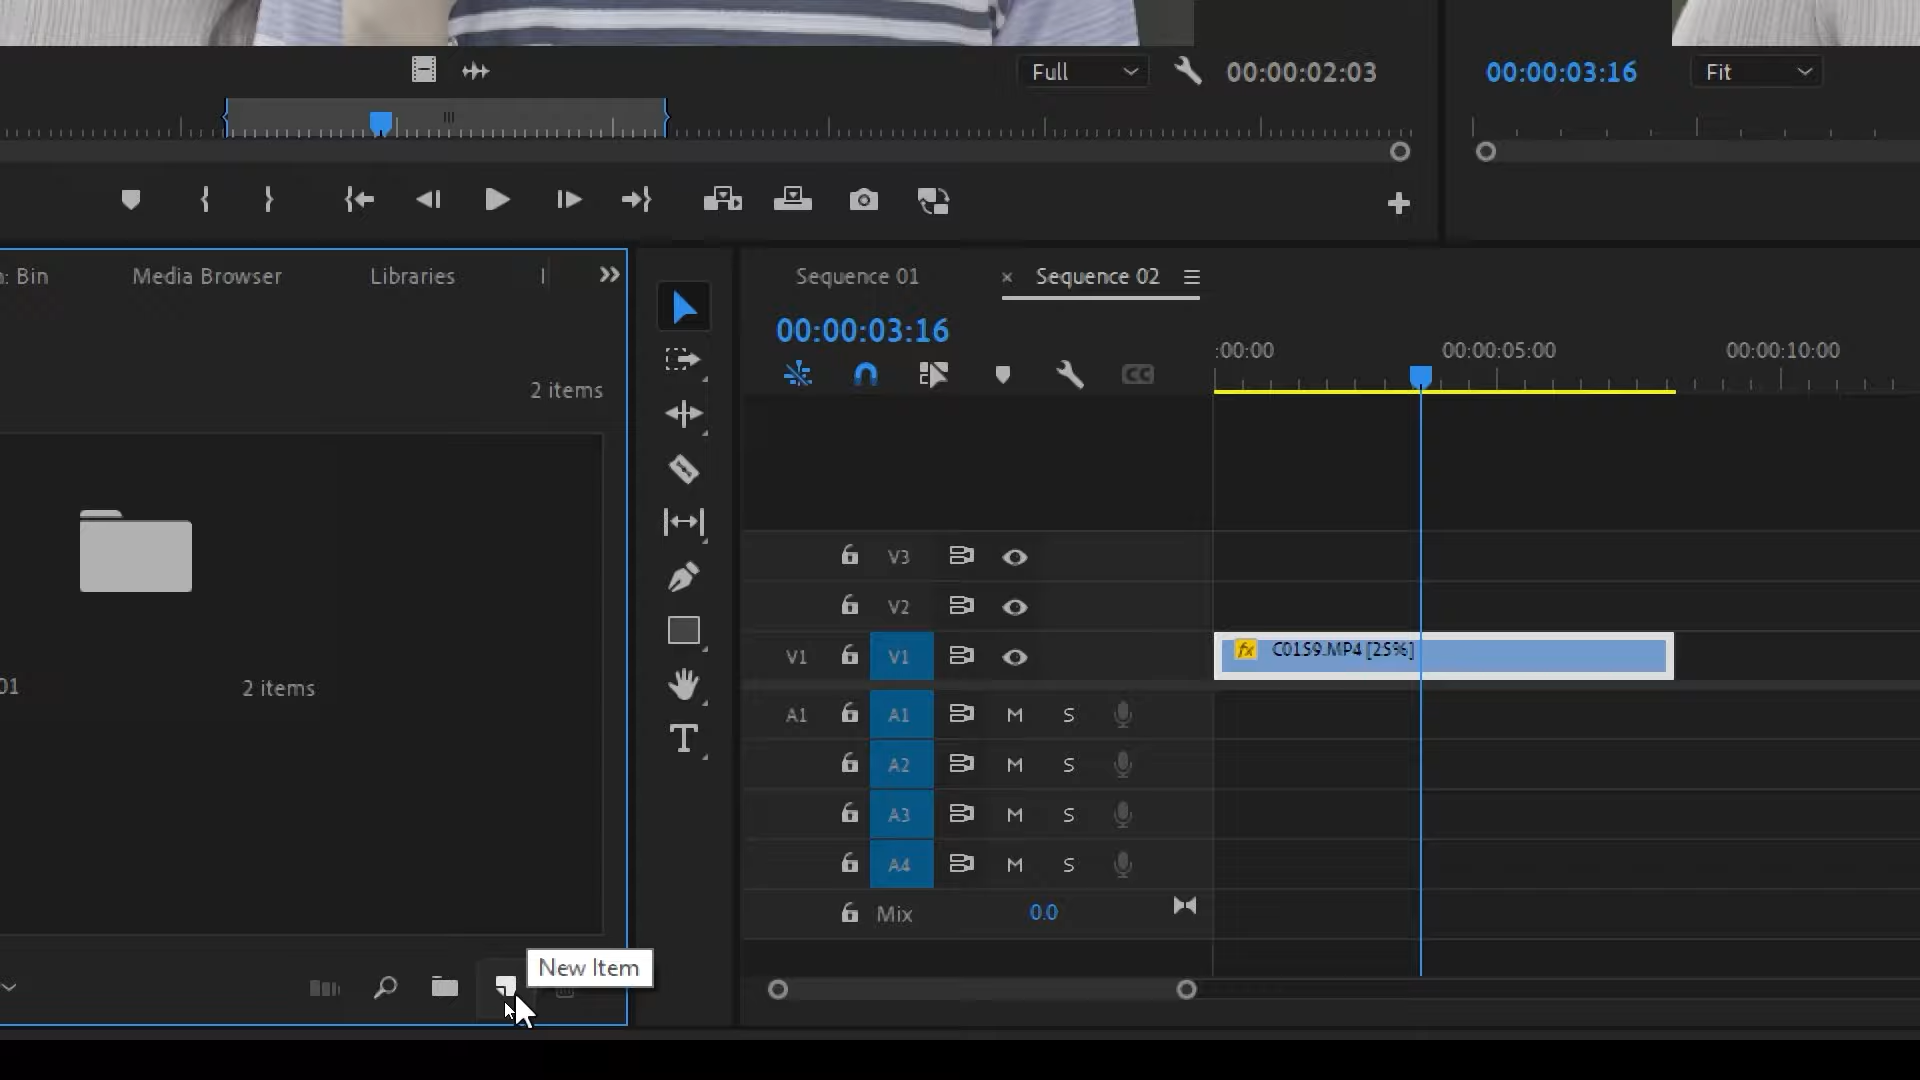 Full
00:00:02:03
00:00:03:16
Fit
: Bin
Media Browser
Libraries
Sequence 01
× Sequence 02
00:00:03:16
2 items
:00:00
00:00:05:00
00:00:10:00
CC
V3
V2
V1 V1
fx C0159.MP4 [25%]
01
2 items
A1 A1 M S
A2 M S
A3 M S
A4 M S
Mix 0.0
T
New Item